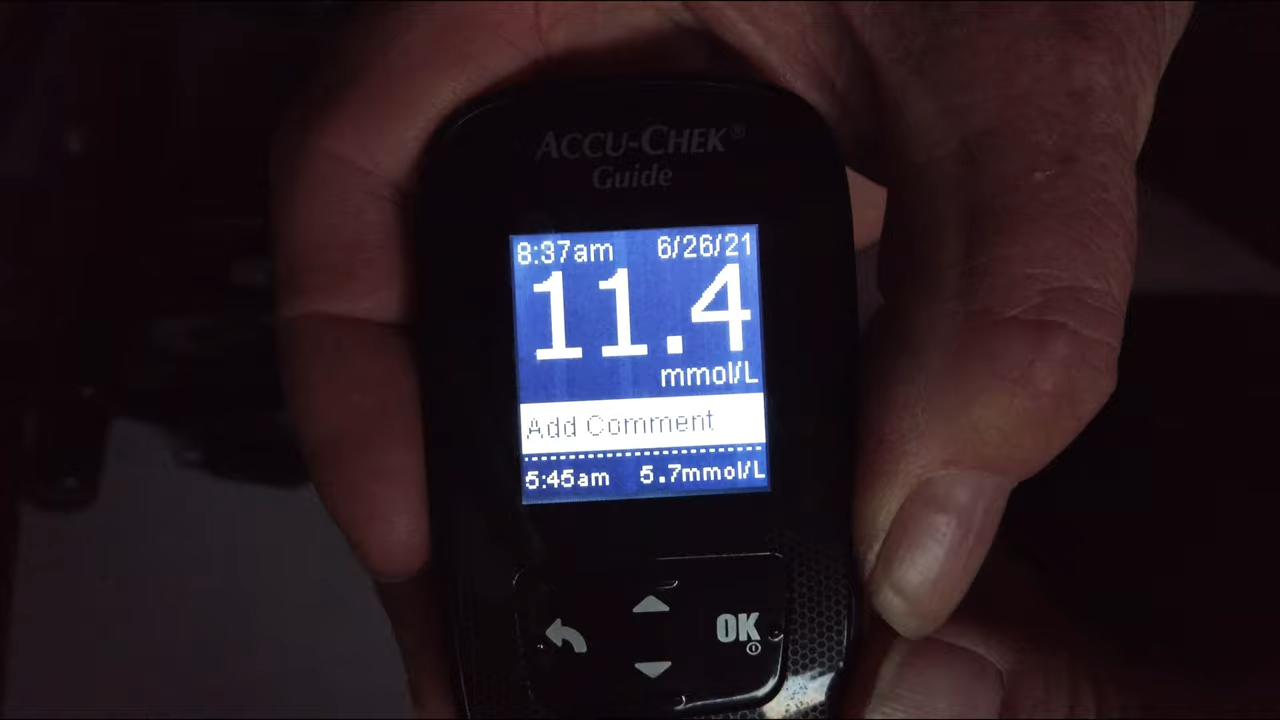 ACCU-CHEK®
Guide
8:37am 6/26/21
11.4
mmol/L
Add Comment
5:45am 5.7mmol/L
OK